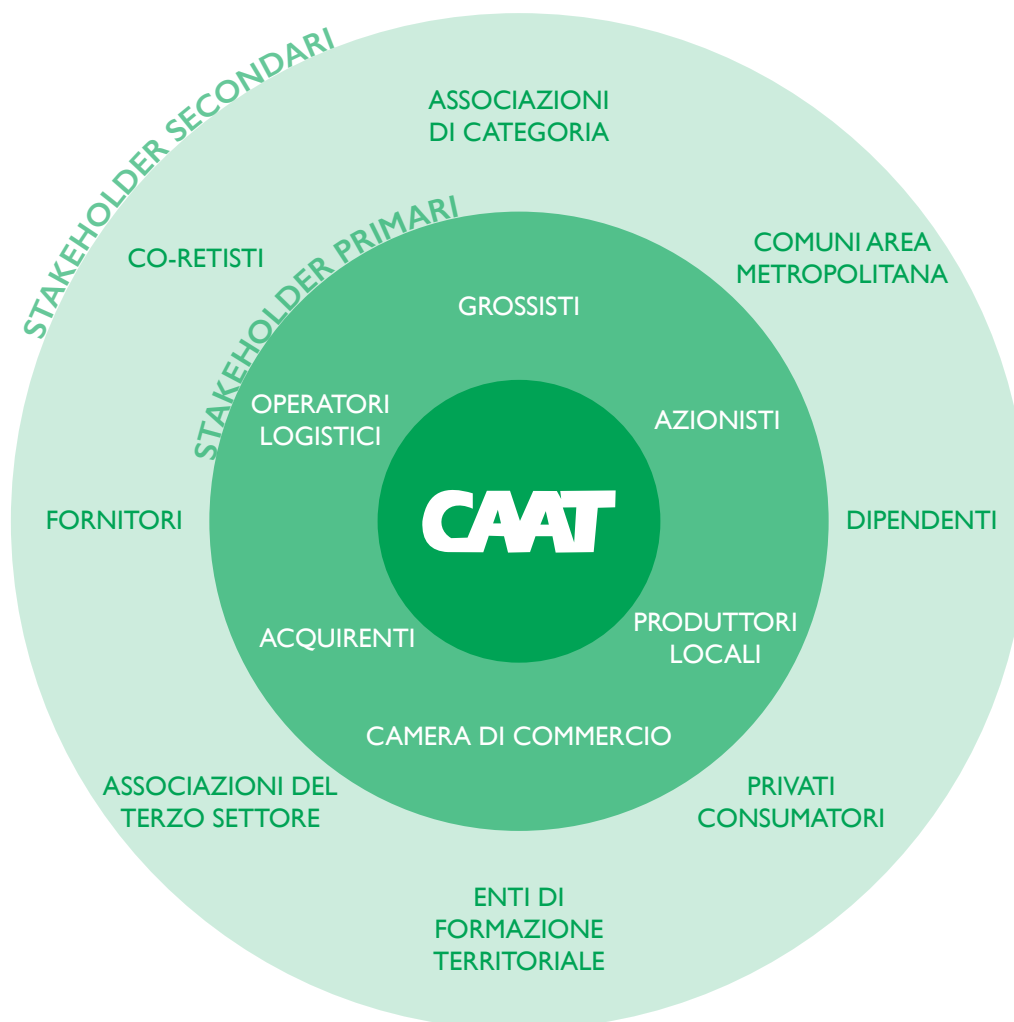 STAKEHOLDER SECONDARI
ASSOCIAZIONI
DI CATEGORIA
CO-RETISTI
COMUNI AREA
METROPOLITANA
STAKEHOLDER PRIMARI
GROSSISTI
OPERATORI
LOGISTICI
AZIONISTI
FORNITORI
CAAT
DIPENDENTI
ACQUIRENTI
PRODUTTORI
LOCALI
CAMERA DI COMMERCIO
ASSOCIAZIONI DEL
TERZO SETTORE
PRIVATI
CONSUMATORI
ENTI DI
FORMAZIONE
TERRITORIALE